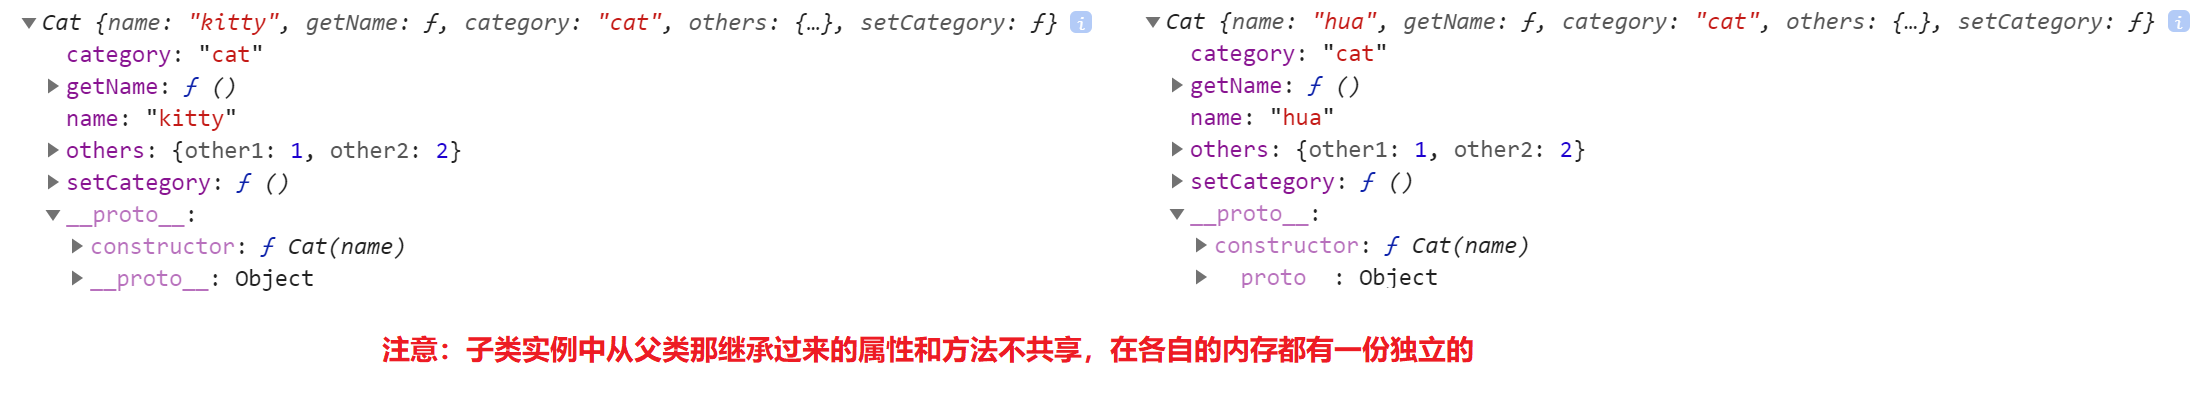 ▼Cat {name: "kitty", getName: ƒ, category: "cat", others: {…}, setCategory: ƒ} i
category: "cat"
▶getName: ƒ ()
name: "kitty"
▶others: {other1: 1, other2: 2}
▶setCategory: ƒ ()
▼__proto__:
▶constructor: ƒ Cat(name)
▶__proto__: Object
▼Cat {name: "hua", getName: ƒ, category: "cat", others: {…}, setCategory: ƒ} i
category: "cat"
▶getName: ƒ ()
name: "hua"
▶others: {other1: 1, other2: 2}
▶setCategory: ƒ ()
▼__proto__:
▶constructor: ƒ Cat(name)
▶ proto : Object
注意：子类实例中从父类那继承过来的属性和方法不共享，在各自的内存都有一份独立的